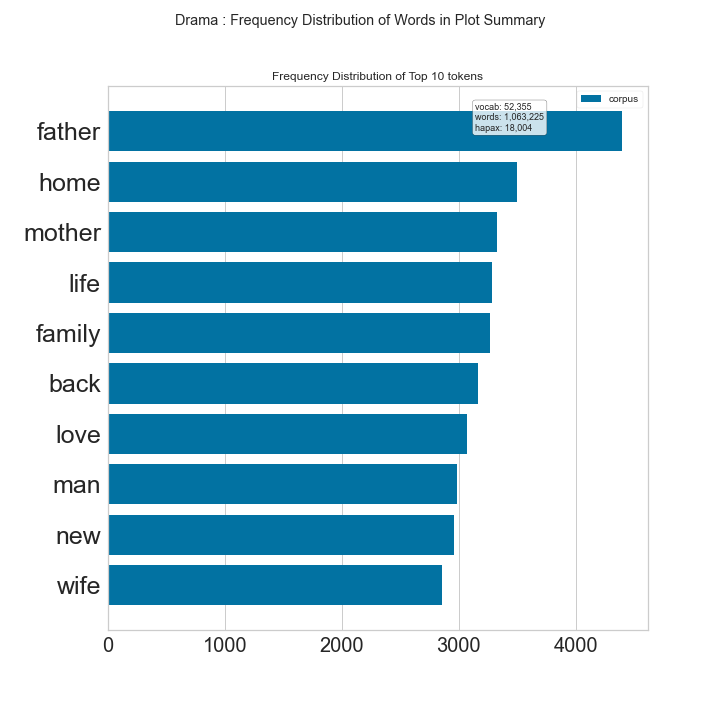 Drama : Frequency Distribution of Words in Plot Summary
Frequency Distribution of Top 10 tokens
corpus
vocab: 52,355
words: 1,063,225
hapax: 18,004
father
home
mother
life
family
back
love
man
new
wife
0 1000 2000 3000 4000